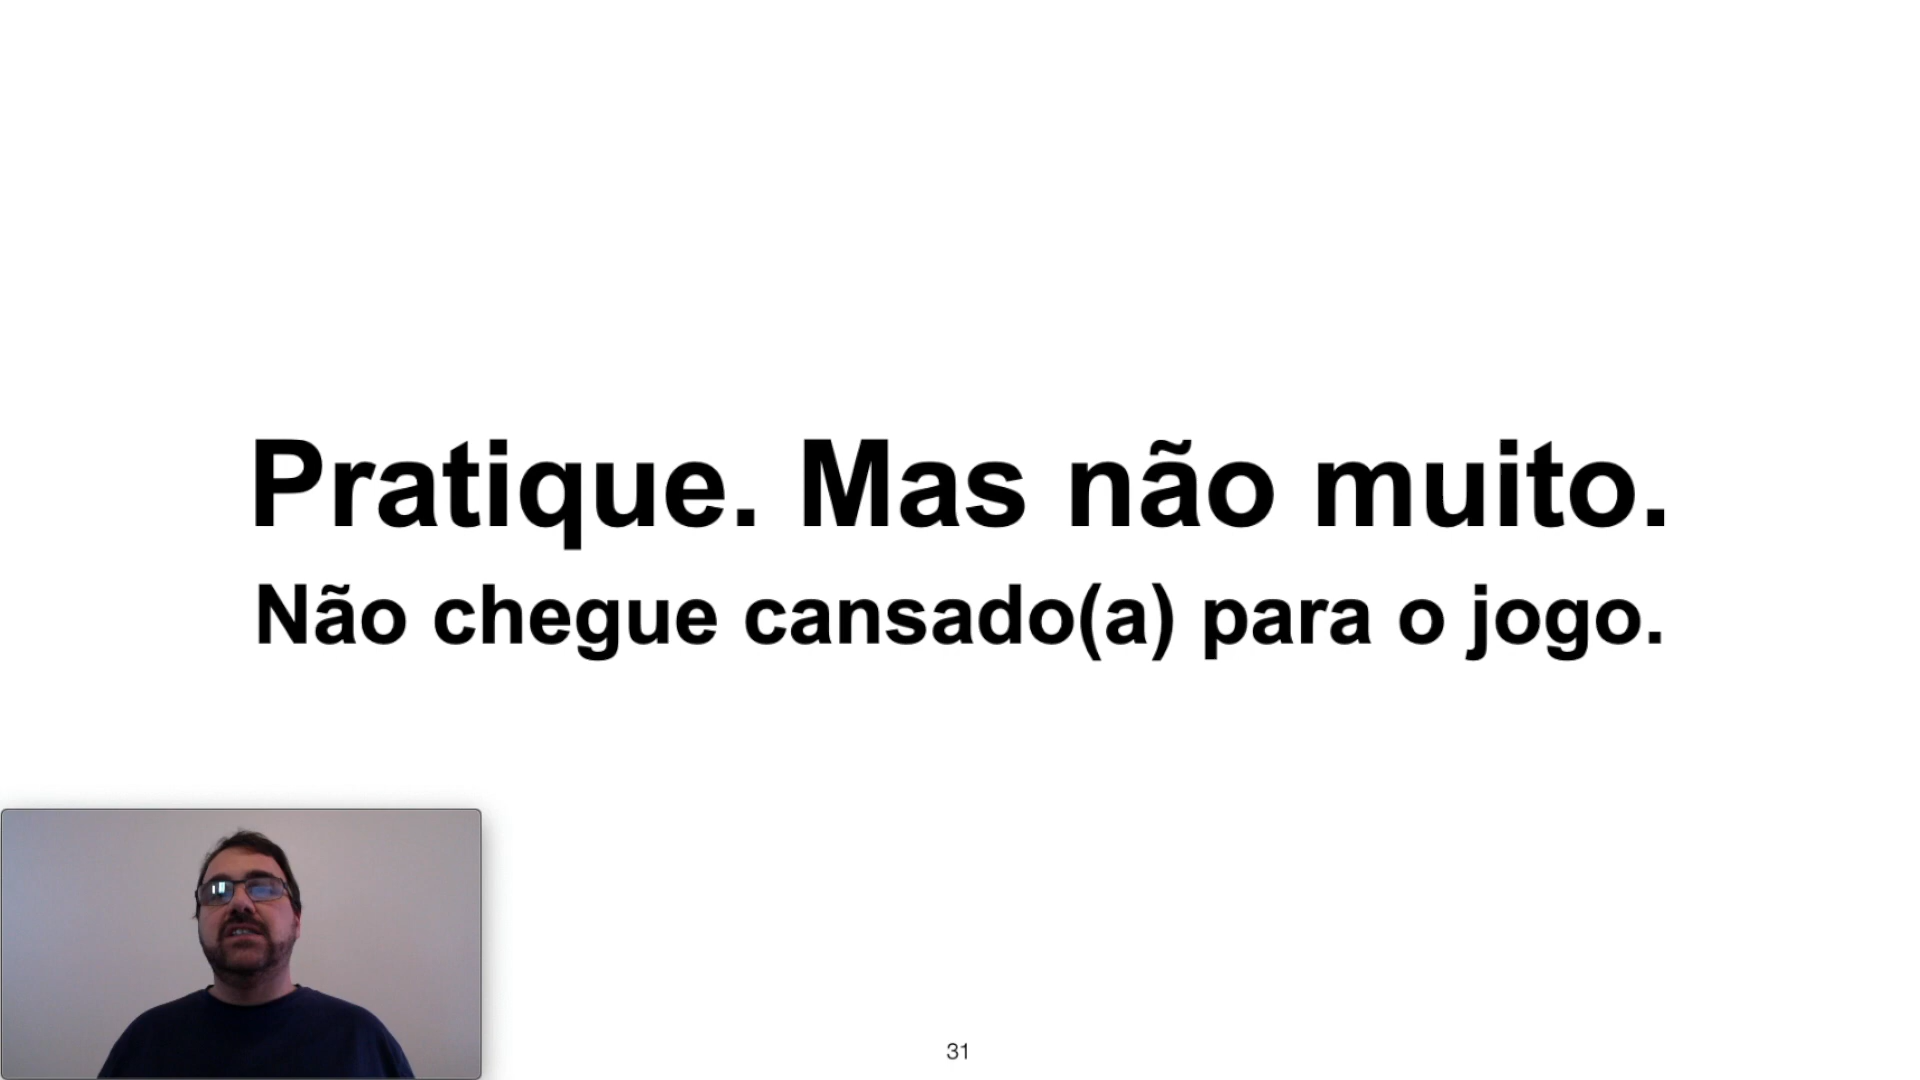 Pratique. Mas não muito.
Não chegue cansado(a) para o jogo.
31